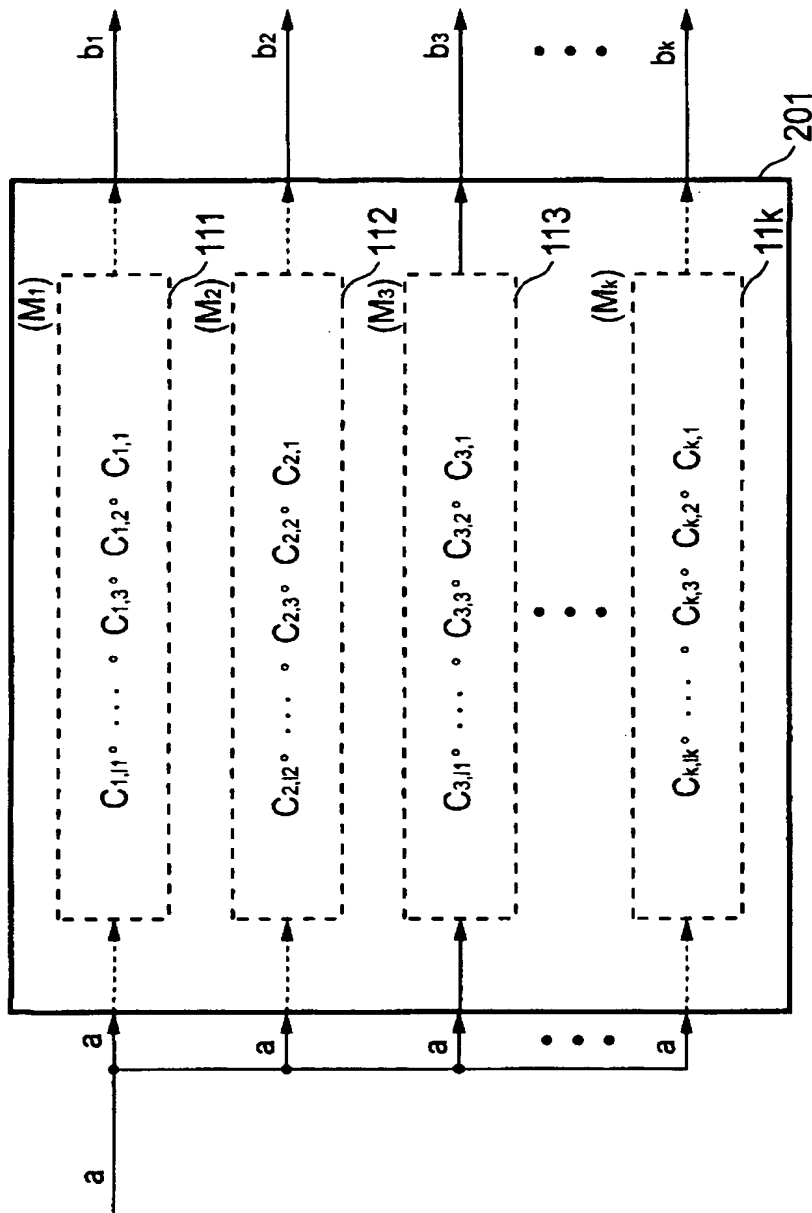 a
a
(M₁)
C₁,ₗ₁° ... ° C₁,₃° C₁,₂° C₁,₁
111
b₁
a
(M₂)
C₂,ₗ₂° ... ° C₂,₃° C₂,₂° C₂,₁
112
b₂
a
(M₃)
C₃,ₗ₁° ... ° C₃,₃° C₃,₂° C₃,₁
113
b₃
a
(Mₖ)
Cₖ,ₗₖ° ... ° Cₖ,₃° Cₖ,₂° Cₖ,₁
11k
bₖ
201